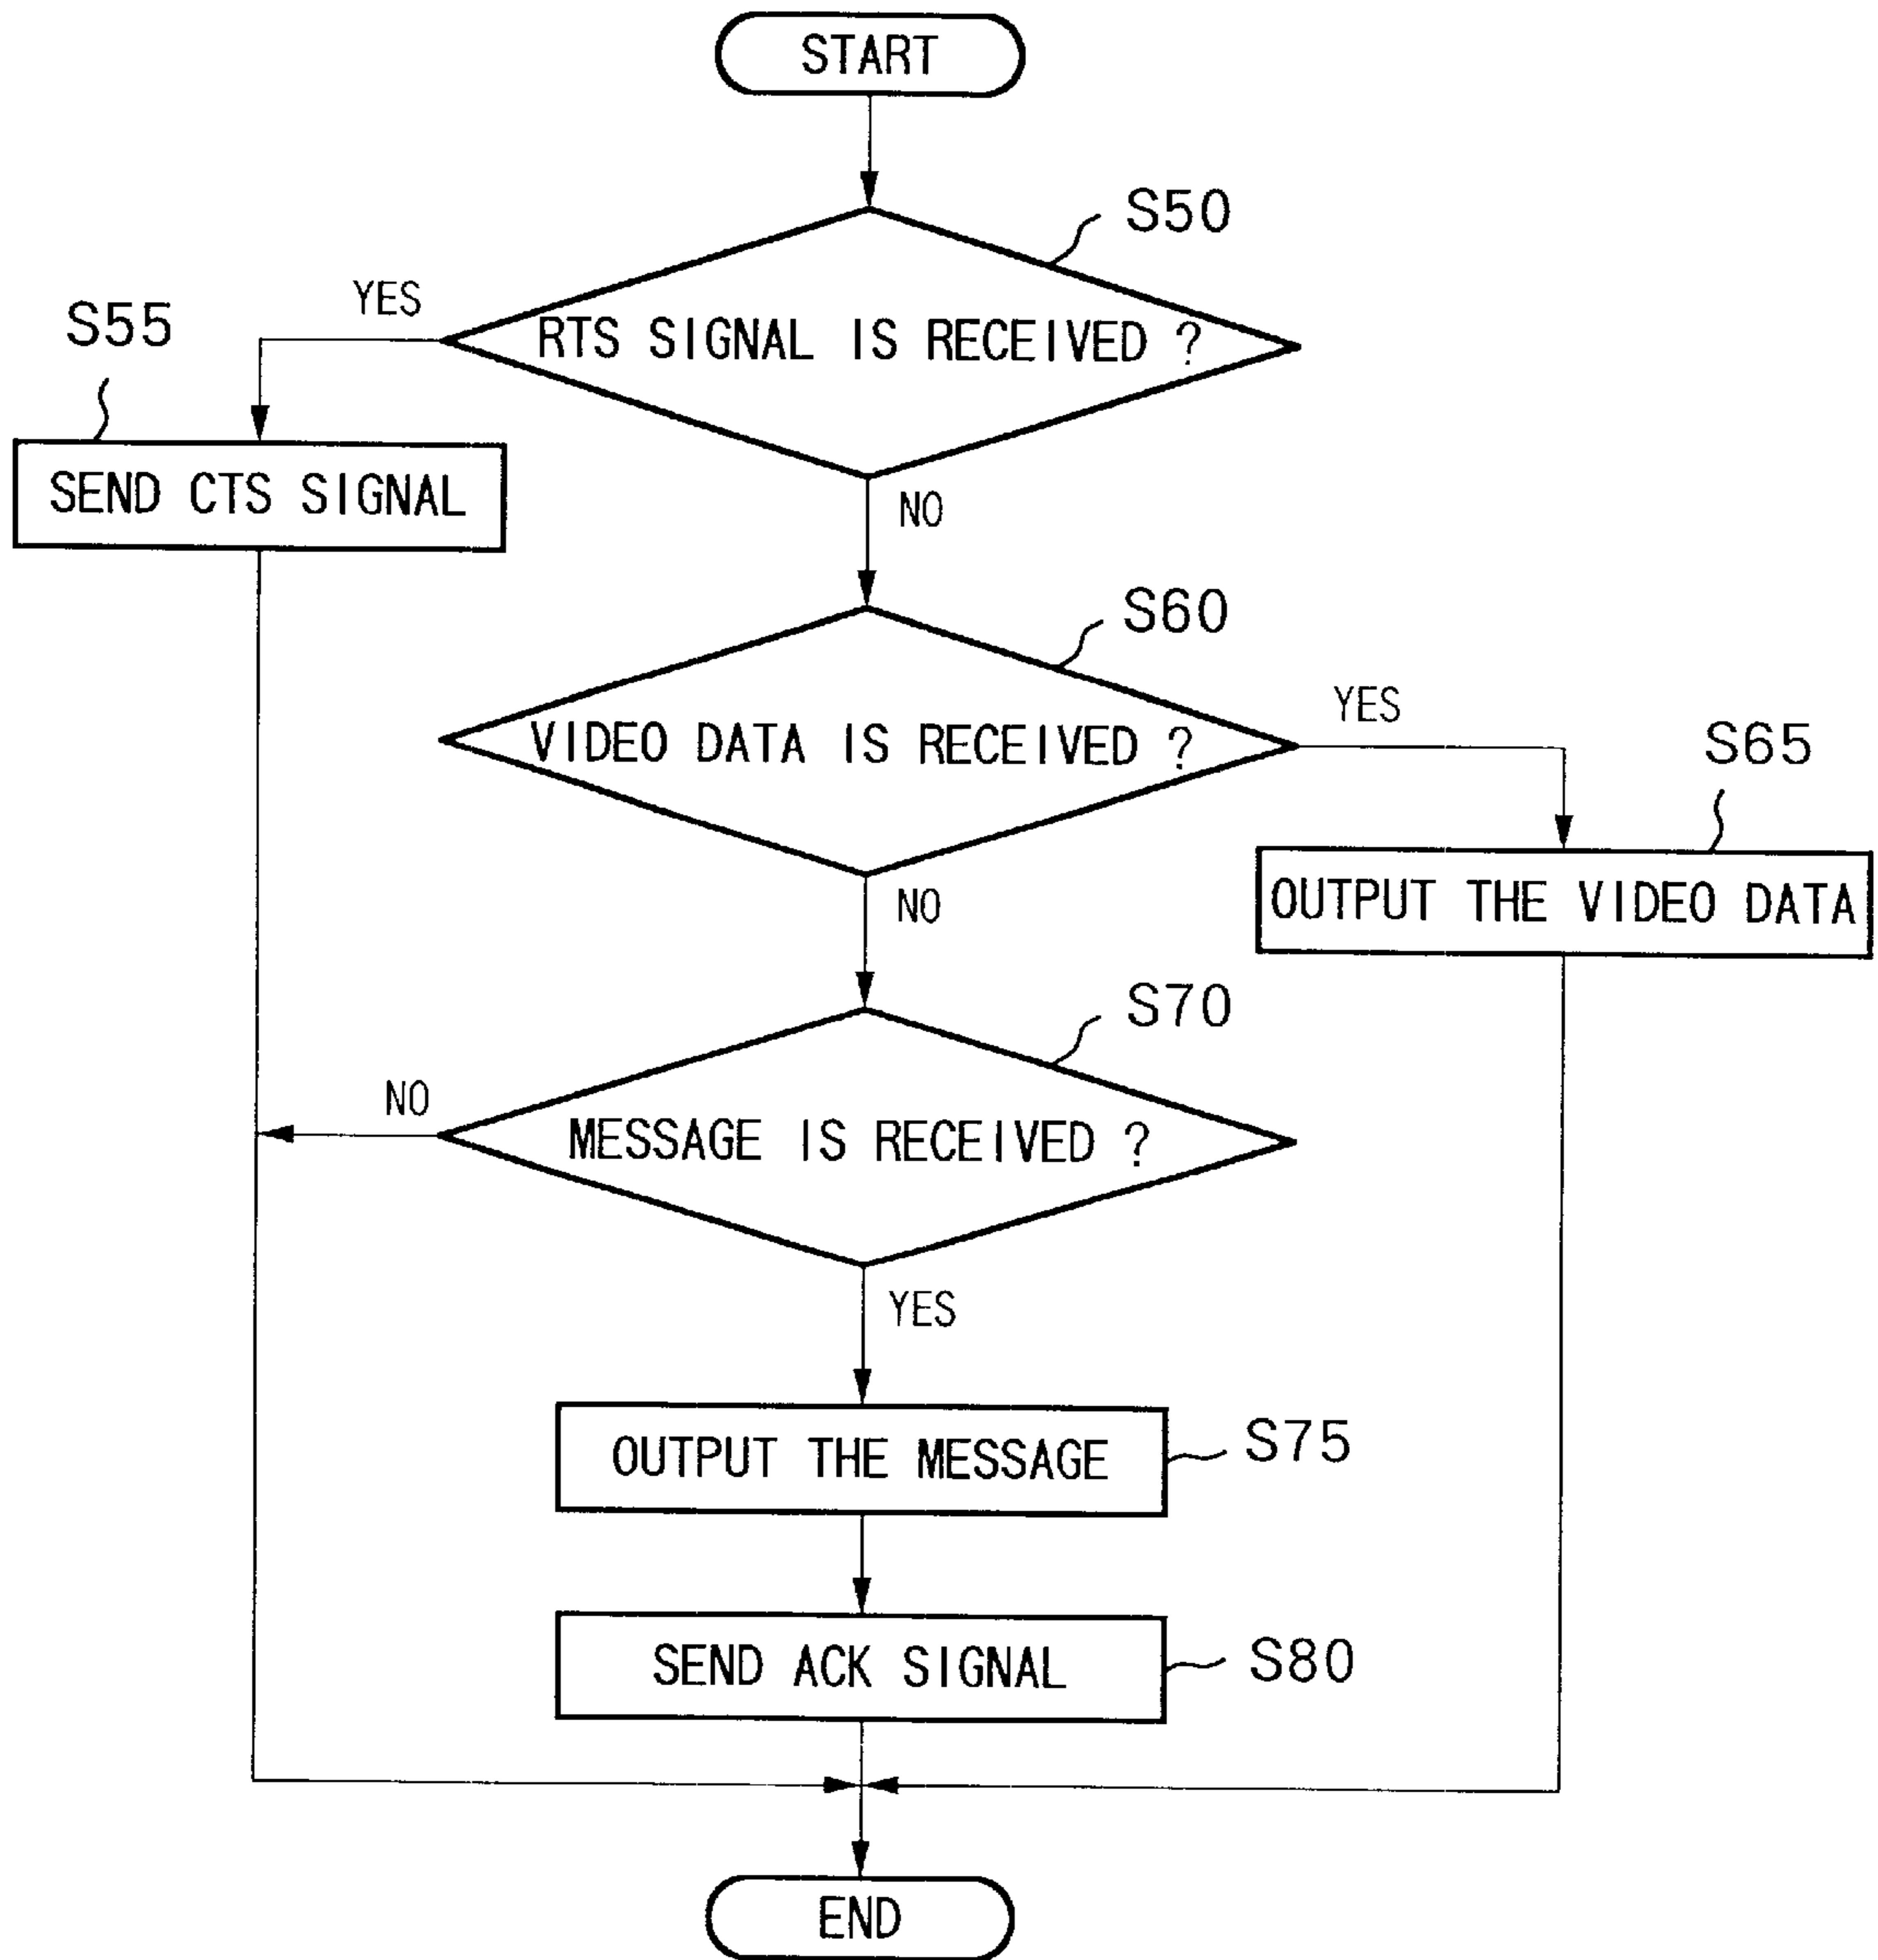 START
S50
YES
S55
RTS SIGNAL IS RECEIVED ?
SEND CTS SIGNAL
NO
S60
YES
VIDEO DATA IS RECEIVED ?
S65
OUTPUT THE VIDEO DATA
NO
S70
NO
MESSAGE IS RECEIVED ?
YES
OUTPUT THE MESSAGE
S75
SEND ACK SIGNAL
S80
END